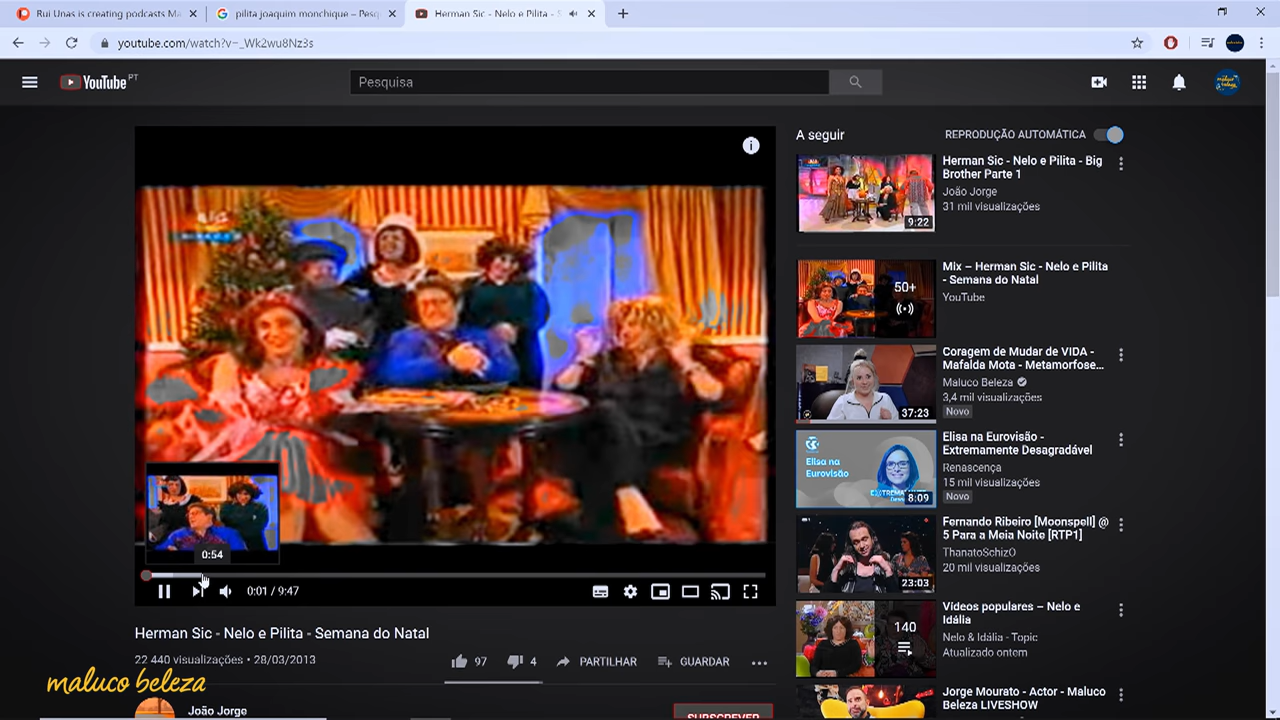 Rui Unas is creating podcasts Ma
pilita joaquim monchique – Pesq
Herman Sic - Nelo e Pilita - S
youtube.com/watch?v=_Wk2wu8Nz3s
YouTube PT
Pesquisa
A seguir
REPRODUÇÃO AUTOMÁTICA
Herman Sic - Nelo e Pilita - Big
Brother Parte 1
João Jorge
31 mil visualizações
9:22
Mix – Herman Sic - Nelo e Pilita
- Semana do Natal
YouTube
50+
Coragem de Mudar de VIDA -
Mafalda Mota - Metamorfose...
Maluco Beleza
3,4 mil visualizações
Novo
37:23
Elisa na Eurovisão -
Extremamente Desagradável
Renascença
15 mil visualizações
Novo
Elisa na
Eurovisão
8:09
Fernando Ribeiro [Moonspell] @
5 Para a Meia Noite [RTP1]
ThanatoSchizO
20 mil visualizações
23:03
Vídeos populares – Nelo e
Idália
Nelo & Idália - Topic
Atualizado ontem
140
Jorge Mourato - Actor - Maluco
Beleza LIVESHOW
0:54
0:01 / 9:47
Herman Sic - Nelo e Pilita - Semana do Natal
22 440 visualizações • 28/03/2013
97
4
PARTILHAR
GUARDAR
maluco beleza
João Jorge
SUBSCREVER